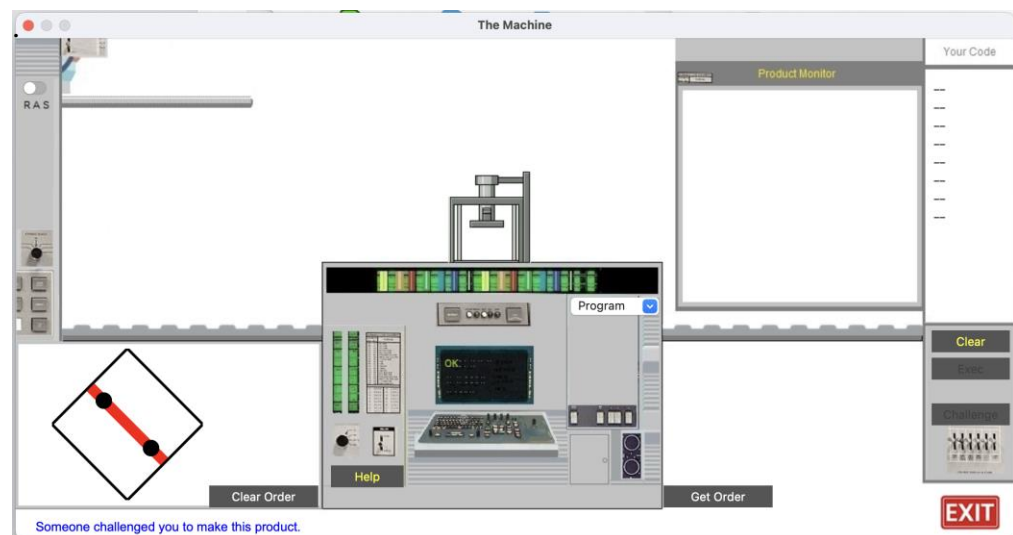 The Machine
Your Code
Product Monitor
RAS
--
--
--
--
--
--
--
--
Program
OK:
Clear
Exec
Challenge
Help
Clear Order
Get Order
EXIT
Someone challenged you to make this product.